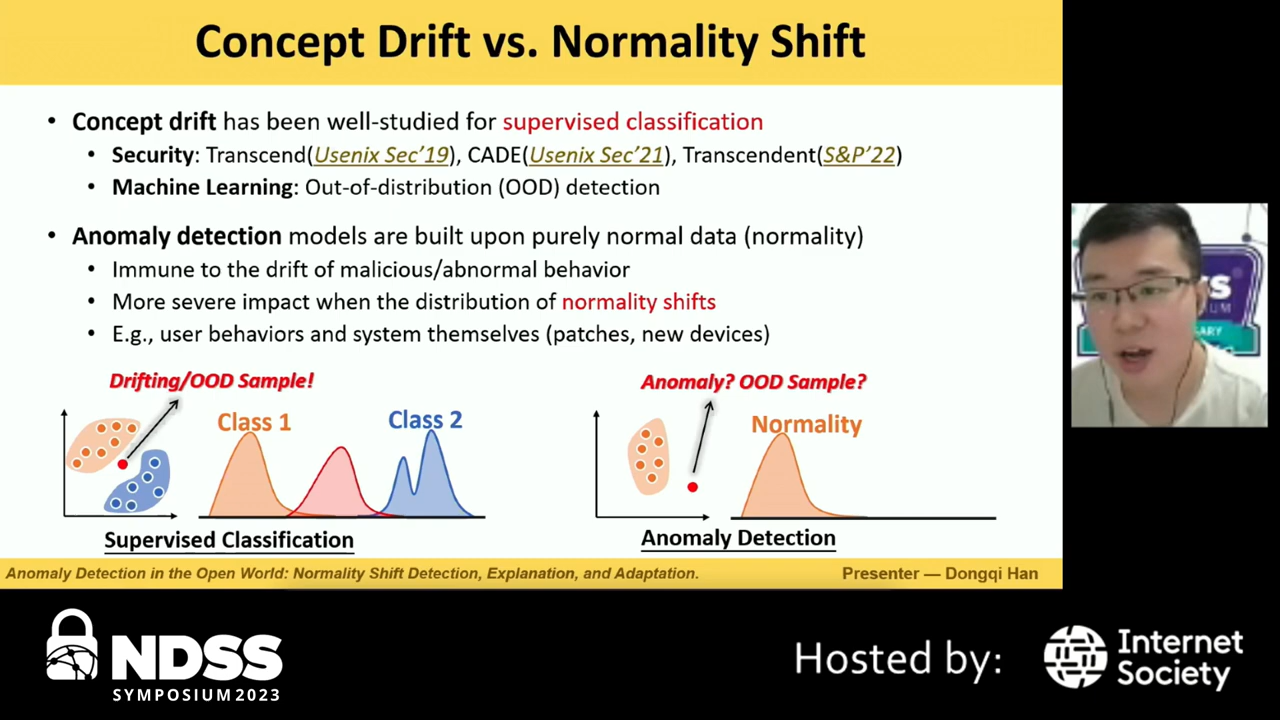 Concept Drift vs. Normality Shift
• Concept drift has been well-studied for supervised classification
• Security: Transcend(Usenix Sec'19), CADE(Usenix Sec'21), Transcendent(S&P'22)
• Machine Learning: Out-of-distribution (OOD) detection
• Anomaly detection models are built upon purely normal data (normality)
• Immune to the drift of malicious/abnormal behavior
• More severe impact when the distribution of normality shifts
• E.g., user behaviors and system themselves (patches, new devices)
Drifting/OOD Sample!
Class 1
Class 2
Supervised Classification
Anomaly? OOD Sample?
Normality
Anomaly Detection
Anomaly Detection in the Open World: Normality Shift Detection, Explanation, and Adaptation.
Presenter — Dongqi Han
NDSS
SYMPOSIUM2023
Hosted by:
Internet
Society